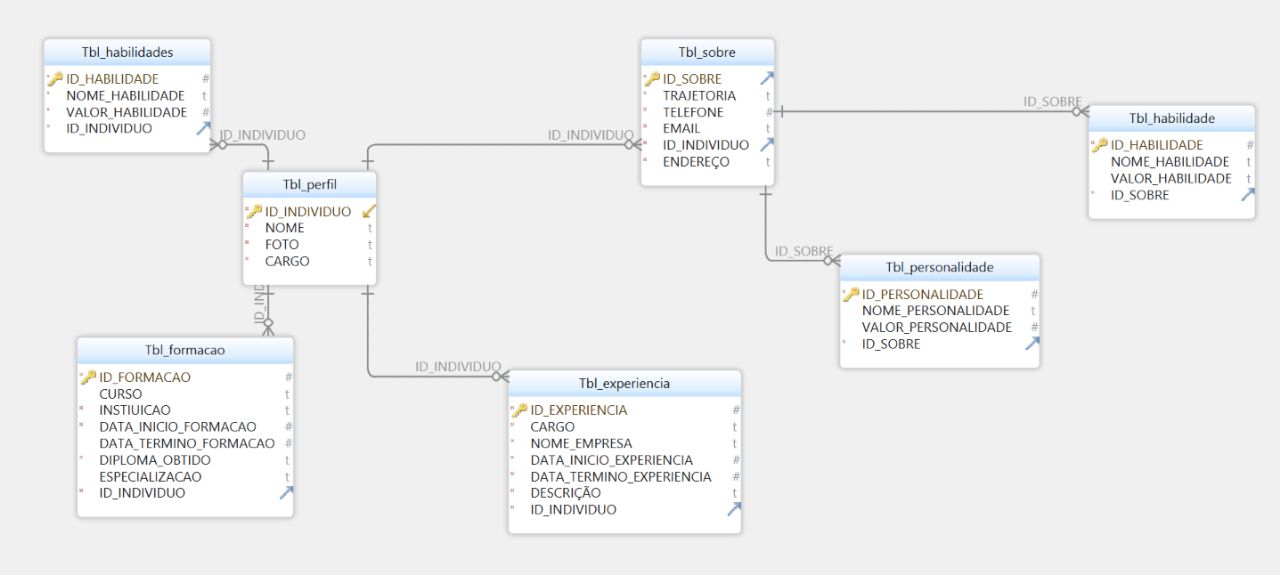 Tbl_habilidades
ID_HABILIDADE #
NOME_HABILIDADE t
VALOR_HABILIDADE #
ID_INDIVIDUO
ID_INDIVIDUO
Tbl_perfil
ID_INDIVIDUO
NOME t
FOTO t
CARGO t
ID_INDIVIDUO
Tbl_sobre
ID_SOBRE
TRAJETORIA t
TELEFONE #
EMAIL t
ID_INDIVIDUO
ENDEREÇO t
ID_SOBRE
Tbl_habilidade
ID_HABILIDADE #
NOME_HABILIDADE t
VALOR_HABILIDADE t
ID_SOBRE
ID_SOBRE
Tbl_personalidade
ID_PERSONALIDADE #
NOME_PERSONALIDADE t
VALOR_PERSONALIDADE #
ID_SOBRE
ID_IND
Tbl_formacao
ID_FORMACAO #
CURSO t
INSTIUICAO t
DATA_INICIO_FORMACAO #
DATA_TERMINO_FORMACAO #
DIPLOMA_OBTIDO t
ESPECIALIZACAO t
ID_INDIVIDUO
ID_INDIVIDUO
Tbl_experiencia
ID_EXPERIENCIA #
CARGO t
NOME_EMPRESA t
DATA_INICIO_EXPERIENCIA #
DATA_TERMINO_EXPERIENCIA #
DESCRIÇÃO t
ID_INDIVIDUO